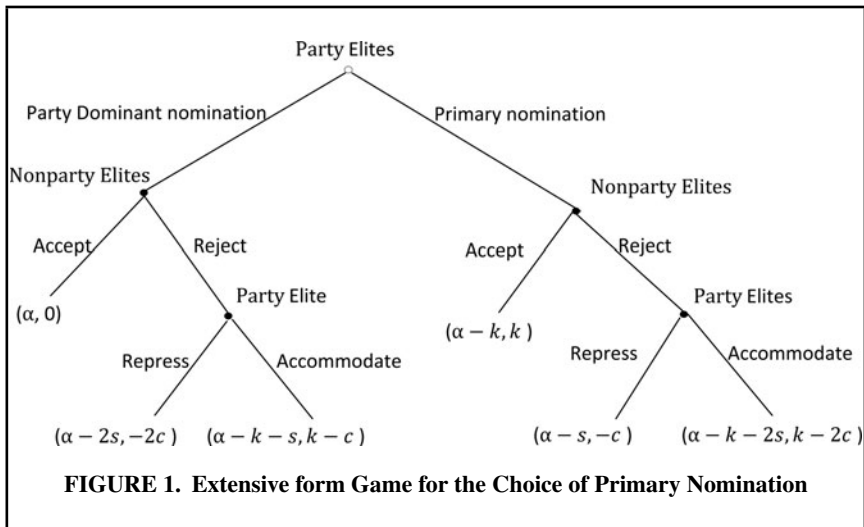 Party Elites
Party Dominant nomination
Primary nomination
Nonparty Elites
Nonparty Elites
Accept
Reject
Accept
Reject
(α, 0)
Party Elite
(α − k, k )
Party Elites
Repress
Accommodate
Repress
Accommodate
(α − 2s, −2c )
(α − k − s, k − c )
(α − s, −c )
(α − k − 2s, k − 2c )
FIGURE 1. Extensive form Game for the Choice of Primary Nomination